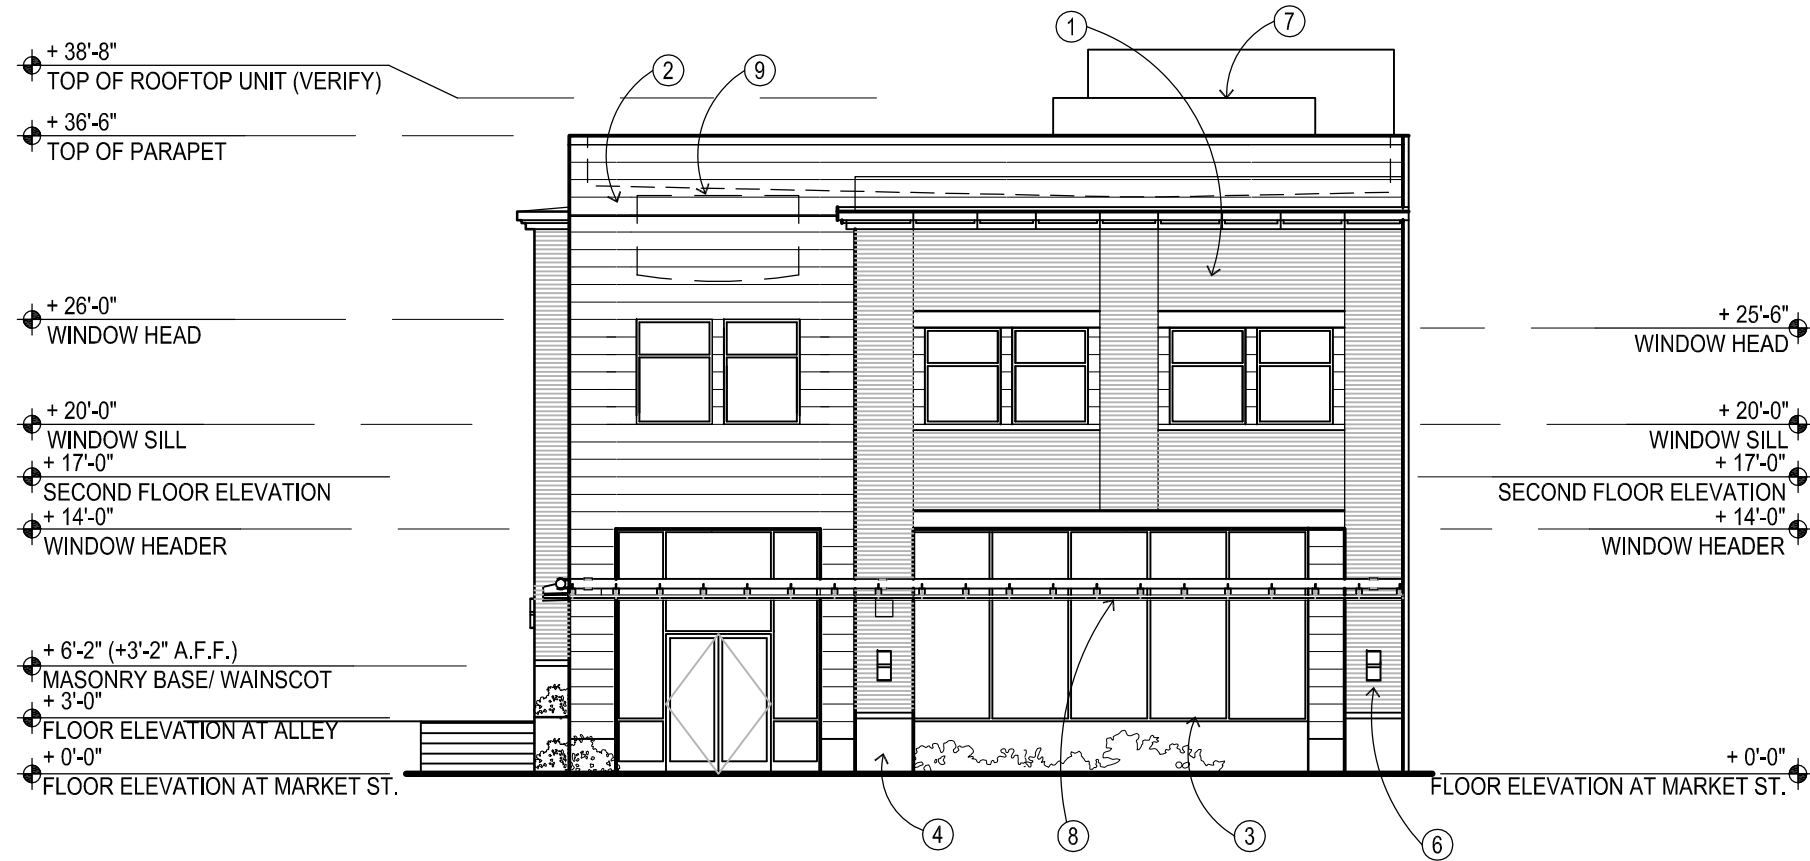 1
7
+ 38'-8"
TOP OF ROOFTOP UNIT (VERIFY)
2
9
+ 36'-6"
TOP OF PARAPET
+ 26'-0"
WINDOW HEAD
+ 25'-6"
WINDOW HEAD
+ 20'-0"
WINDOW SILL
+ 20'-0"
WINDOW SILL
+ 17'-0"
SECOND FLOOR ELEVATION
+ 17'-0"
SECOND FLOOR ELEVATION
+ 14'-0"
WINDOW HEADER
+ 14'-0"
WINDOW HEADER
+ 6'-2" (+3'-2" A.F.F.)
MASONRY BASE/ WAINSCOT
+ 3'-0"
FLOOR ELEVATION AT ALLEY
+ 0'-0"
FLOOR ELEVATION AT MARKET ST.
+ 0'-0"
FLOOR ELEVATION AT MARKET ST.
4
8
3
6